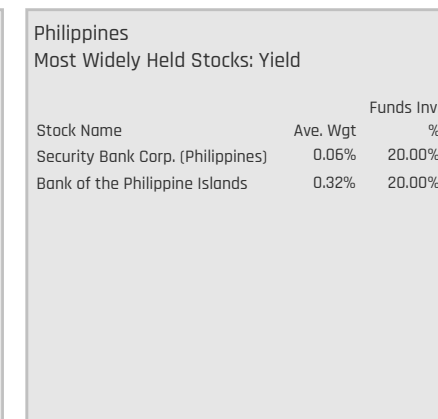 Philippines
Most Widely Held Stocks: Yield
Funds Inv
Stock Name Ave. Wgt %
Security Bank Corp. (Philippines) 0.06% 20.00%
Bank of the Philippine Islands 0.32% 20.00%